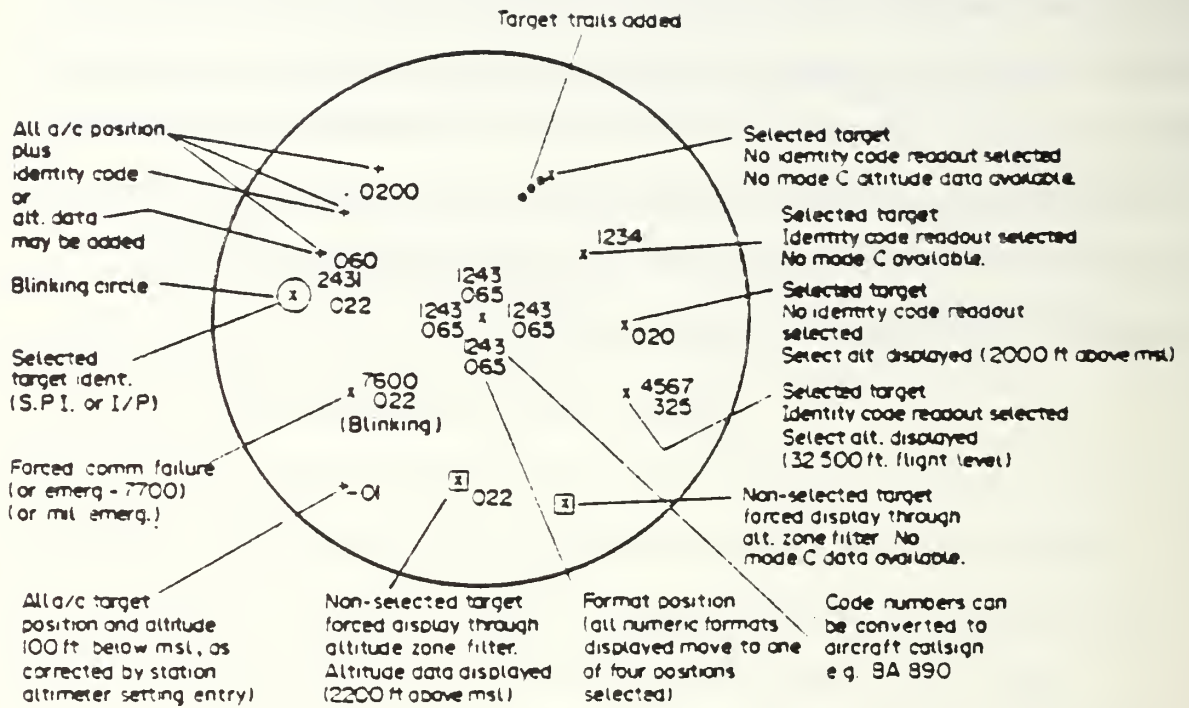 Target trails added
All a/c position
plus
identity code
or
alt. data
may be added
Blinking circle
Selected
target ident.
(S.P.I. or I/P)
Forced comm failure
(or emerg - 7700)
(or mil emerg.)
0200
060
2431
022
7600
022
(Blinking)
-01
022
1243
065
1243
065
1243
065
1243
065
1234
020
4567
325
Selected target
No identity code readout selected
No mode C altitude data available.
Selected target
Identity code readout selected
No mode C available.
Selected target
No identity code readout
selected
Select alt. displayed (2000 ft above msl)
Selected target
Identity code readout selected
Select alt. displayed
(32 500 ft. flight level)
Non-selected target
forced display through
alt. zone filter. No
mode C data available.
All a/c target
position and altitude
100 ft below msl, as
corrected by station
altimeter setting entry)
Non-selected target
forced display through
altitude zone filter.
Altitude data displayed
(2200 ft above msl)
Format position
(all numeric formats
displayed move to one
of four positions
selected)
Code numbers can
be converted to
aircraft callsign
e.g. BA 890